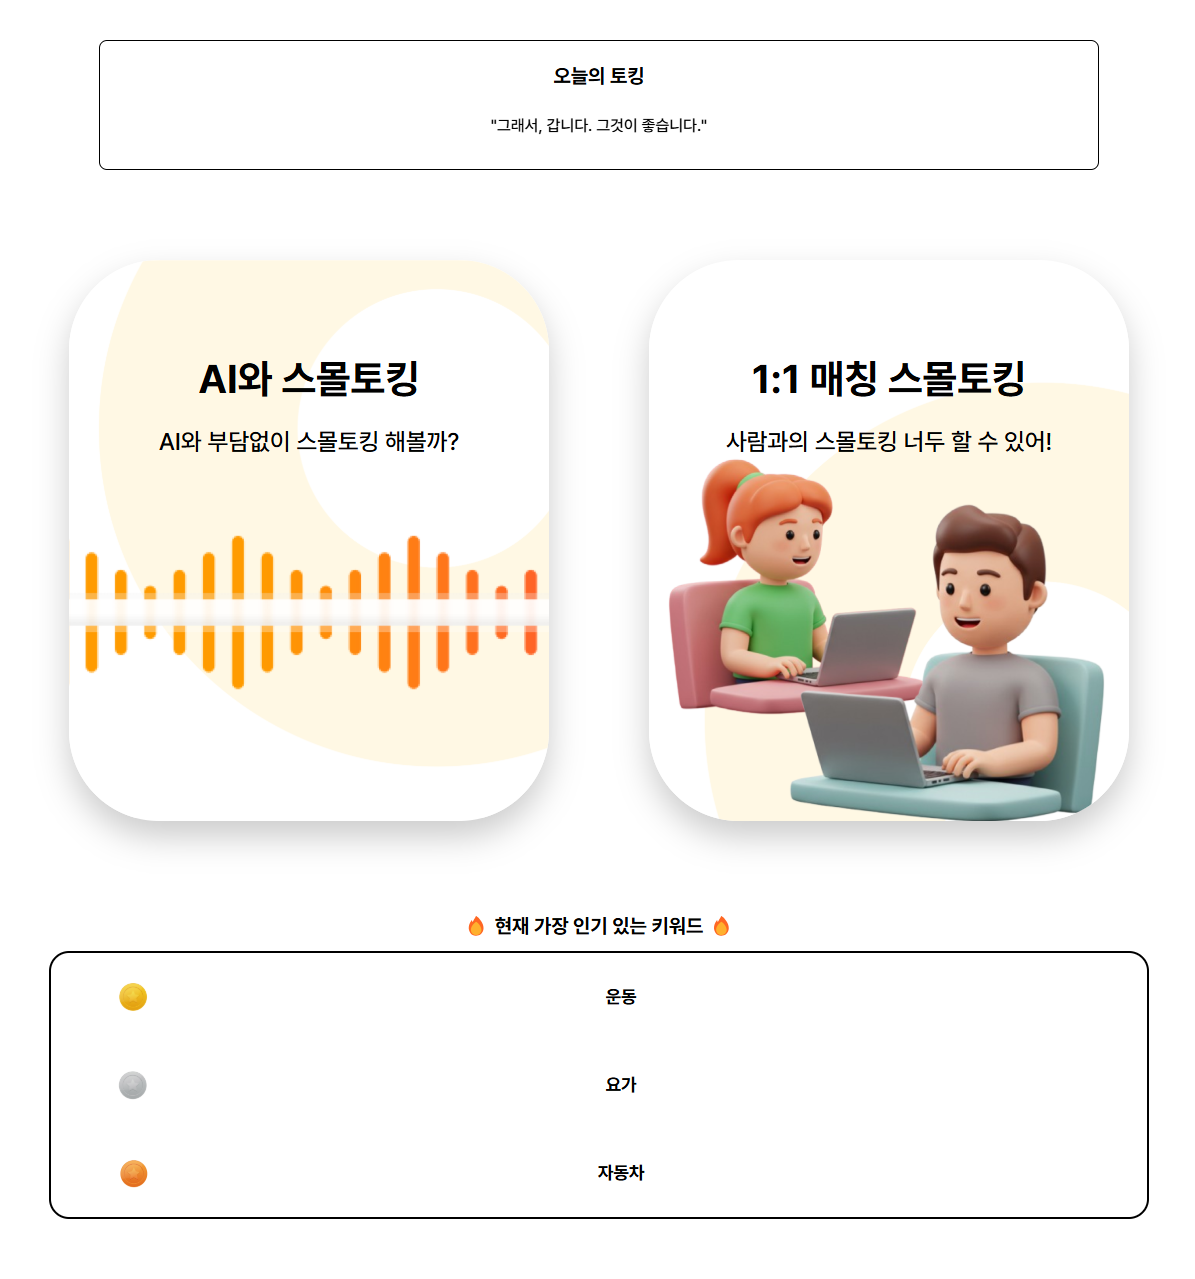 오늘의 토킹
"그래서, 갑니다. 그것이 좋습니다."
AI와 스몰토킹
AI와 부담없이 스몰토킹 해볼까?
1:1 매칭 스몰토킹
사람과의 스몰토킹 너두 할 수 있어!
현재 가장 인기 있는 키워드
운동
요가
자동차